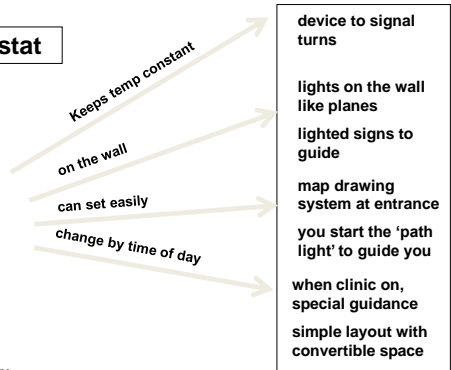 stat
Keeps temp constant
on the wall
can set easily
change by time of day
device to signal
turns
lights on the wall
like planes
lighted signs to
guide
map drawing
system at entrance
you start the 'path
light' to guide you
when clinic on,
special guidance
simple layout with
convertible space